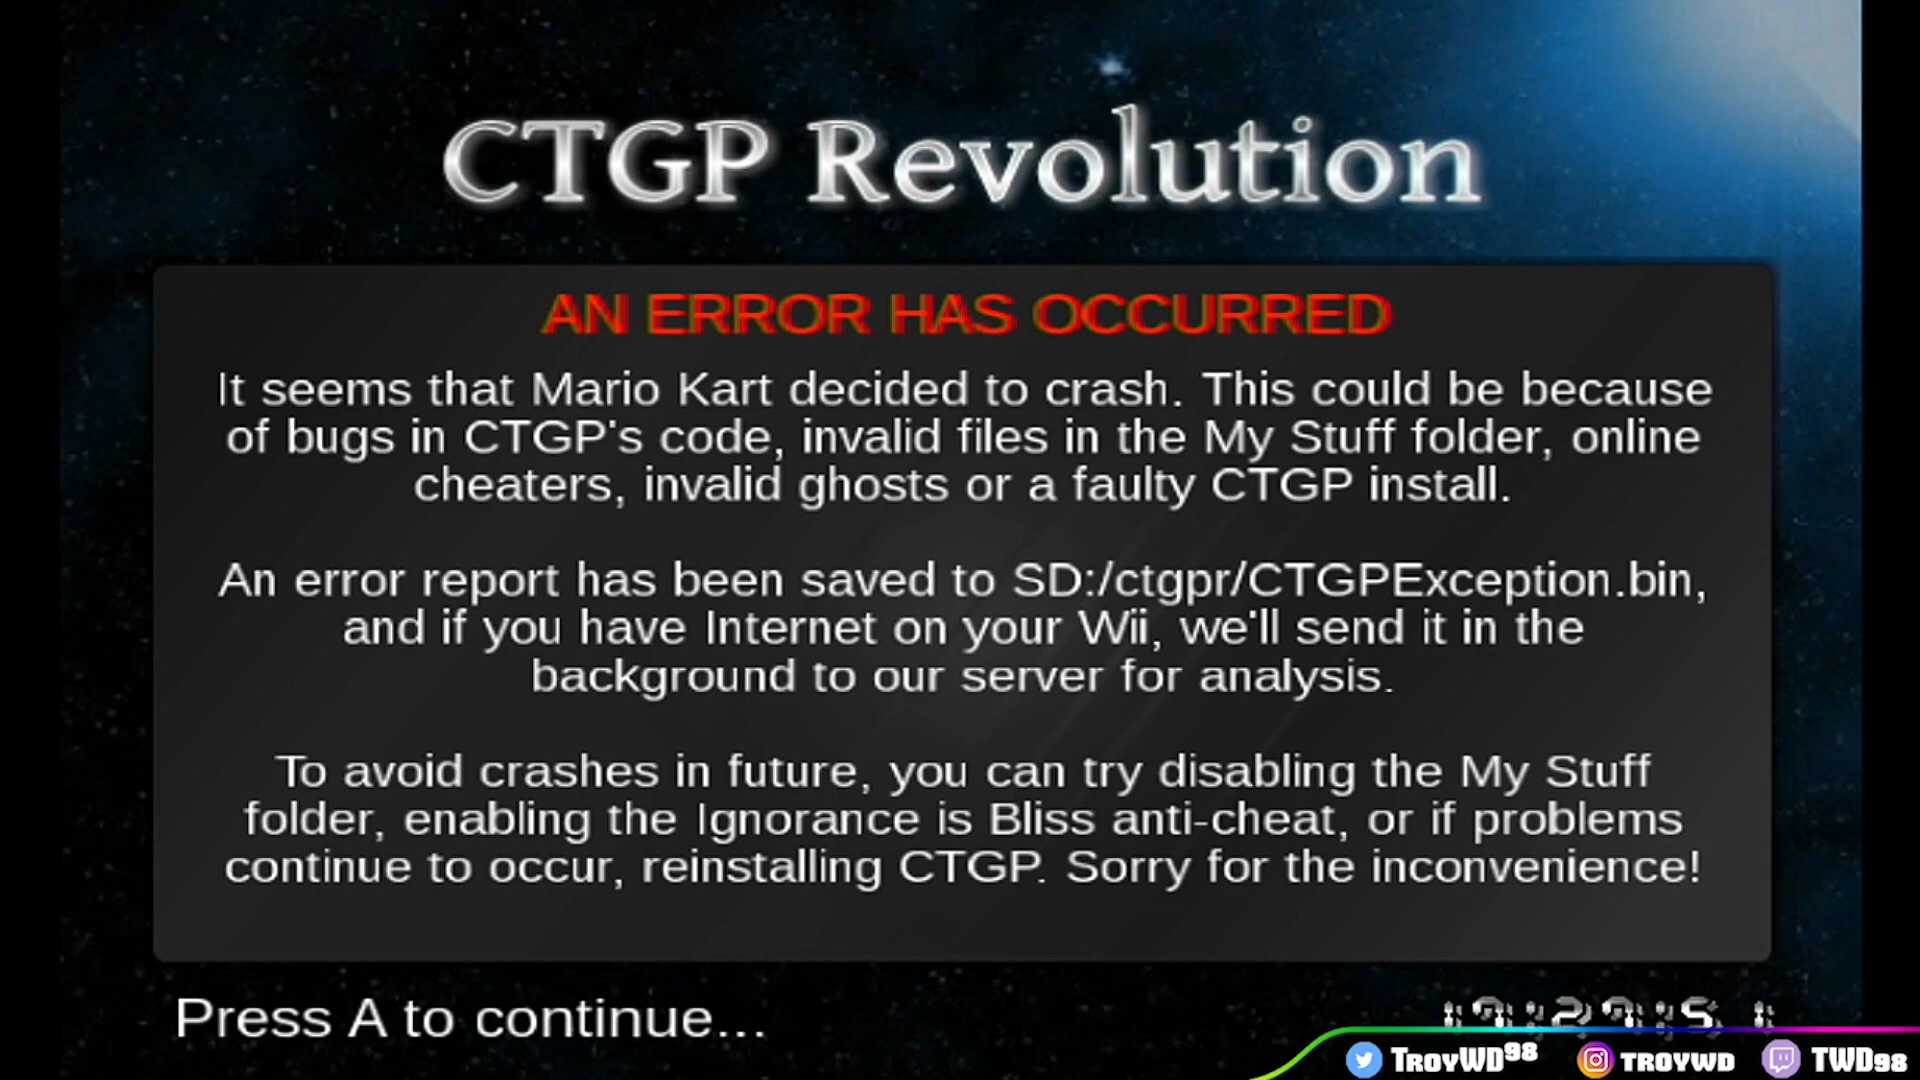 CTGP Revolution
AN ERROR HAS OCCURRED
It seems that Mario Kart decided to crash. This could be because
of bugs in CTGP's code, invalid files in the My Stuff folder, online
cheaters, invalid ghosts or a faulty CTGP install.
An error report has been saved to SD:/ctgpr/CTGPException.bin,
and if you have Internet on your Wii, we'll send it in the
background to our server for analysis.
To avoid crashes in future, you can try disabling the My Stuff
folder, enabling the Ignorance is Bliss anti-cheat, or if problems
continue to occur, reinstalling CTGP. Sorry for the inconvenience!
Press A to continue...
TROYWD98 TROYWD TWD98